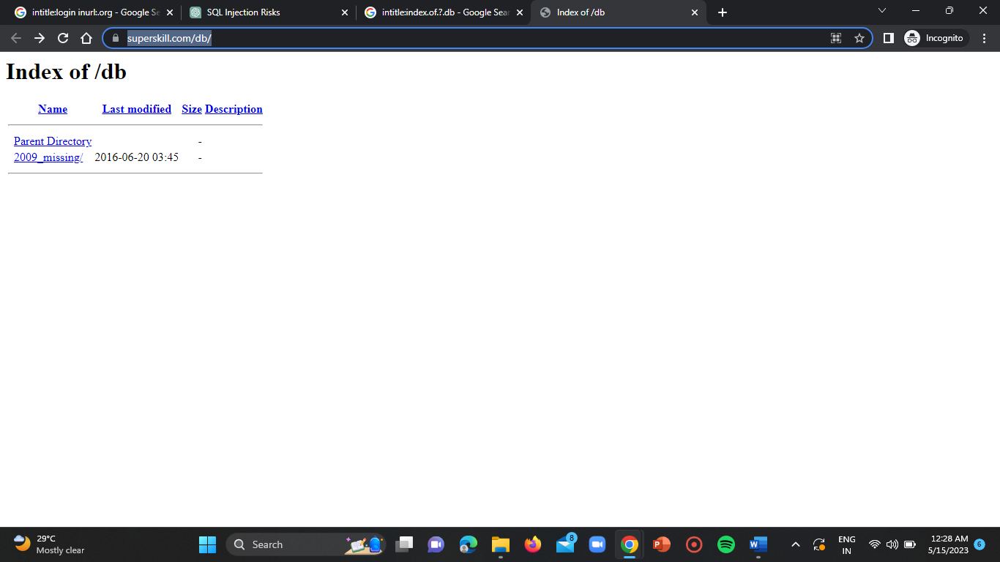 intitle:login inurl:.org - Google Se
SQL Injection Risks
intitle:index.of.?.db - Google Sear
Index of /db
superskill.com/db/
Incognito
Index of /db
Name Last modified Size Description
Parent Directory -
2009_missing/ 2016-06-20 03:45 -
29°C
Mostly clear
Search
8
ENG
IN
12:28 AM
5/15/2023
6